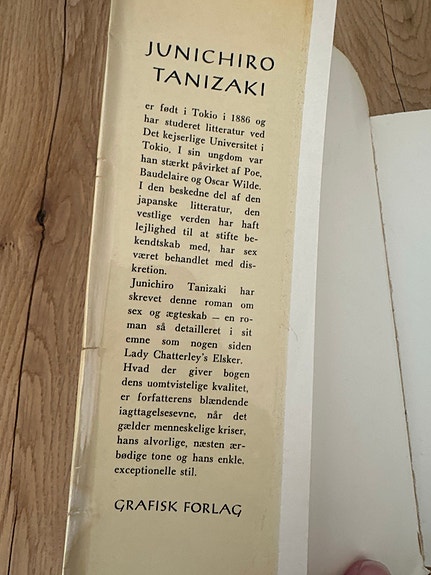 JUNICHIRO
TANIZAKI
er født i Tokio i 1886 og
har studeret litteratur ved
Det kejserlige Universitet i
Tokio. I sin ungdom var
han stærkt påvirket af Poe,
Baudelaire og Oscar Wilde.
I den beskedne del af den
japanske litteratur, den
vestlige verden har haft
lejlighed til at stifte be-
kendtskab med, har sex
været behandlet med dis-
kretion.
Junichiro Tanizaki har
skrevet denne roman om
sex og ægteskab — en ro-
man så detailleret i sit
emne som nogen siden
Lady Chatterley's Elsker.
Hvad der giver bogen
dens uomtvistelige kvalitet,
er forfatterens blændende
iagttagelsesevne, når det
gælder menneskelige kriser,
hans alvorlige, næsten ær-
bødige tone og hans enkle,
exceptionelle stil.
GRAFISK FORLAG